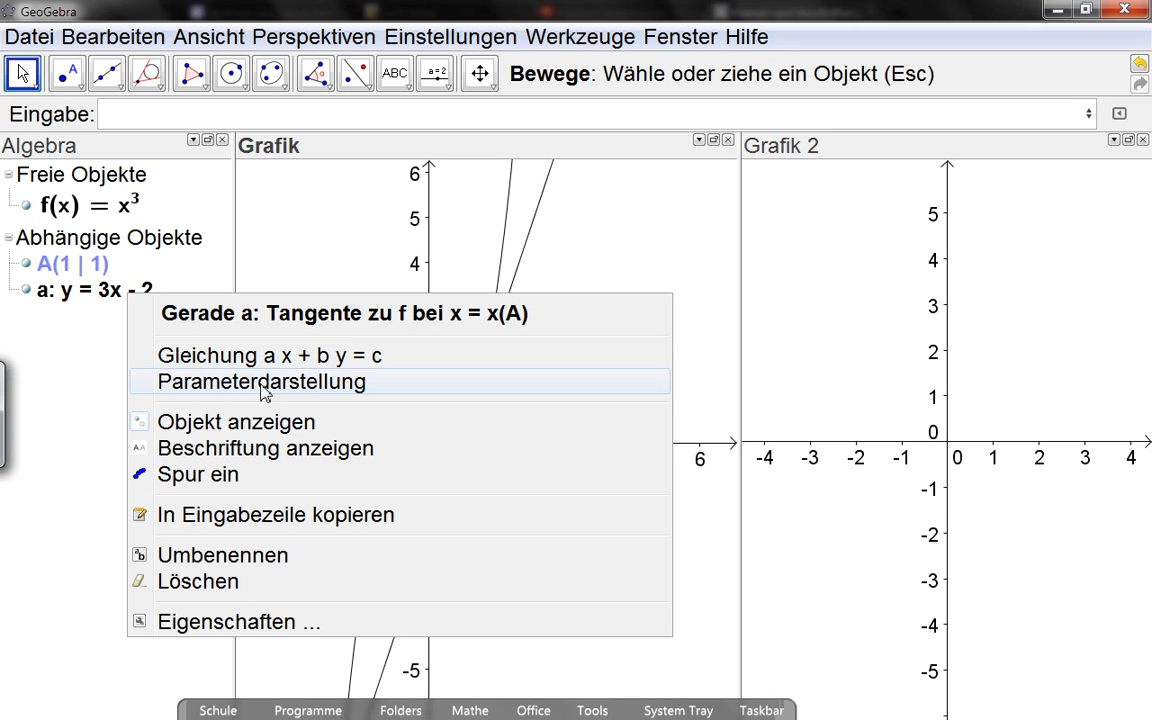 GeoGebra
Datei Bearbeiten Ansicht Perspektiven Einstellungen Werkzeuge Fenster Hilfe
A ABC a=2 Bewege: Wähle oder ziehe ein Objekt (Esc)
Eingabe:
Algebra Grafik Grafik 2
Freie Objekte
f(x) = x³
Abhängige Objekte
A(1 | 1)
a: y = 3x - 2
6
5
4
Gerade a: Tangente zu f bei x = x(A)
Gleichung a x + b y = c
Parameterdarstellung
Objekt anzeigen
AA Beschriftung anzeigen
Spur ein
In Eingabezeile kopieren
Umbenennen
Löschen
Eigenschaften ...
6
-5
5
4
3
2
1
0
-4 -3 -2 -1 0 1 2 3 4
-1
-2
-3
-4
-5
Schule Programme Folders Mathe Office Tools System Tray Taskbar